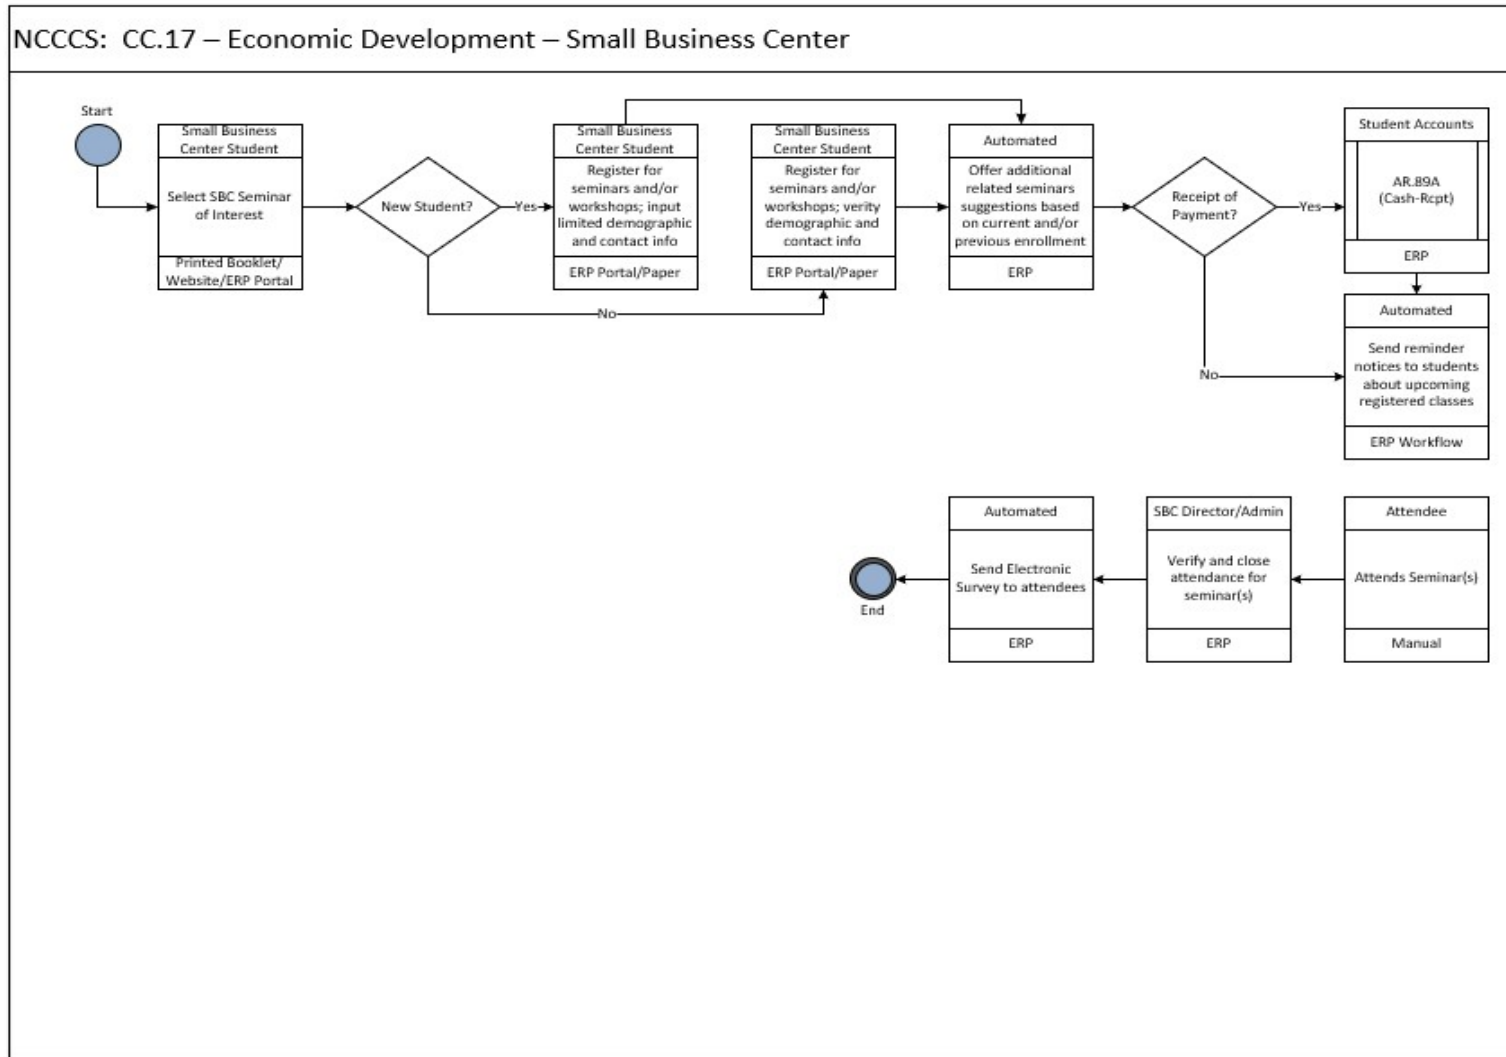 NCCCS: CC.17 – Economic Development – Small Business Center
Start
Small Business
Center Student
Select SBC Seminar
of Interest
Printed Booklet/
Website/ERP Portal
New Student?
Yes
No
Small Business
Center Student
Register for
seminars and/or
workshops; input
limited demographic
and contact info
ERP Portal/Paper
Small Business
Center Student
Register for
seminars and/or
workshops; verity
demographic and
contact info
ERP Portal/Paper
Automated
Offer additional
related seminars
suggestions based
on current and/or
previous enrollment
ERP
Receipt of
Payment?
Yes
No
Student Accounts
AR.89A
(Cash-Rcpt)
ERP
Automated
Send reminder
notices to students
about upcoming
registered classes
ERP Workflow
Attendee
Attends Seminar(s)
Manual
SBC Director/Admin
Verify and close
attendance for
seminar(s)
ERP
Automated
Send Electronic
Survey to attendees
ERP
End